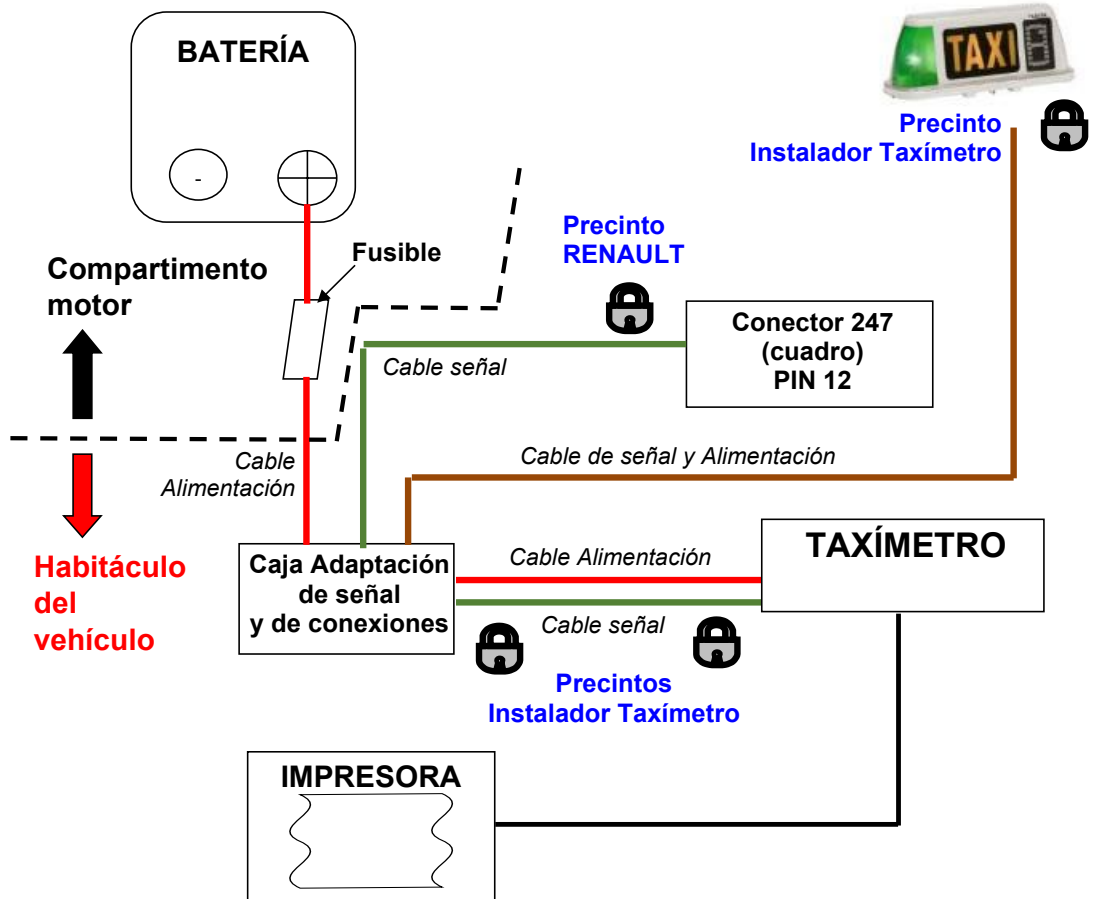 BATERÍA
-
TAXI
Precinto
Instalador Taxímetro
Precinto
RENAULT
Fusible
Compartimento
motor
Conector 247
(cuadro)
PIN 12
Cable señal
Cable
Alimentación
Cable de señal y Alimentación
Habitáculo
del
vehículo
Caja Adaptación
de señal
y de conexiones
Cable Alimentación
Cable señal
TAXÍMETRO
Precintos
Instalador Taxímetro
IMPRESORA